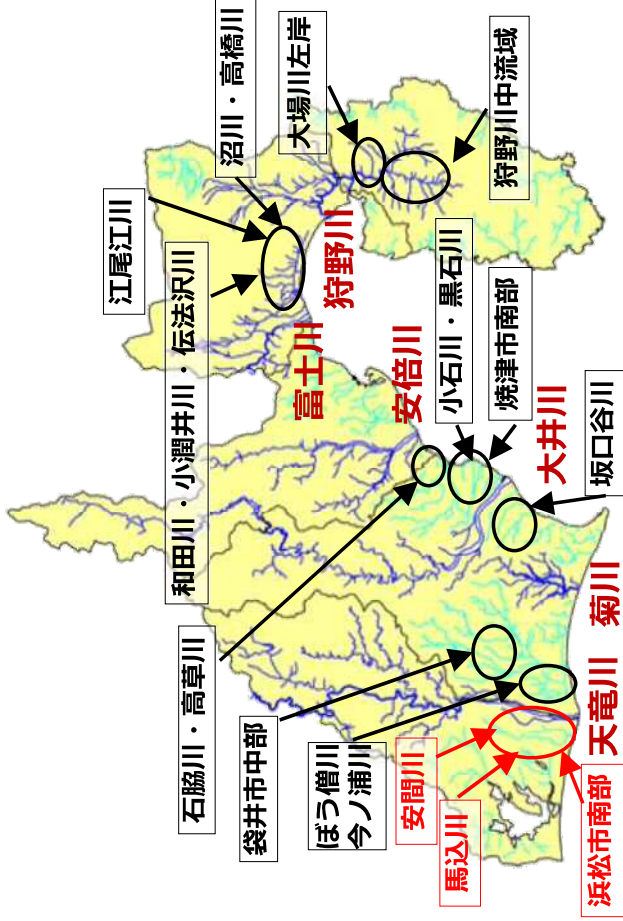 江尾江川
沼川・高橋川
大場川左岸
和田川・小潤井川・伝法沢川
狩野川中流域
狩野川
富士川
安倍川
小石川・黒石川
焼津市南部
大井川
坂口谷川
石脇川・高草川
袋井市中部
ぼう僧川
今ノ浦川
安間川
馬込川
浜松市南部
天竜川
菊川